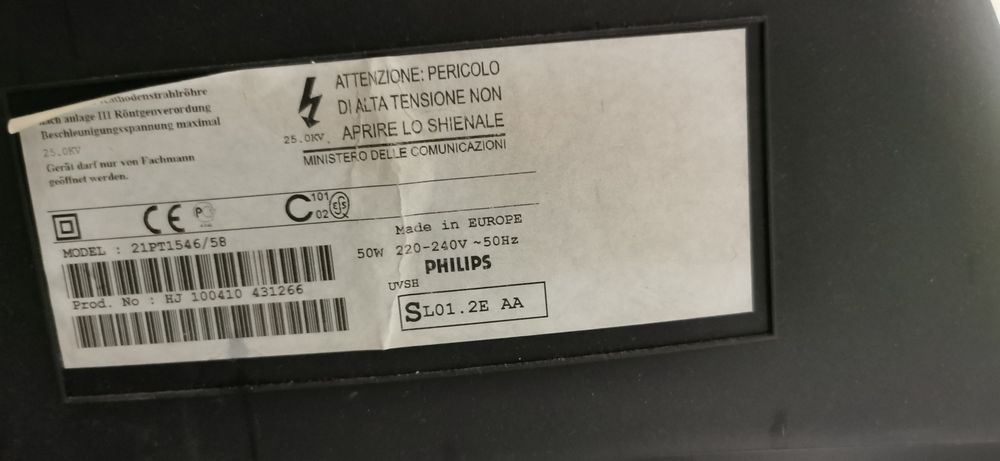 nach anlage III Röntgenverordung
Beschleunigungsspannung maximal
25.0KV
Gerät darf nur von Fachmann
geöffnet werden.
ATTENZIONE: PERICOLO
DI ALTA TENSIONE NON
25.0KV. APRIRE LO SHIENALE
MINISTERO DELLE COMUNICAZIONI
CE
C 101 02
MODEL : 21PT1546/58
Prod. No : HJ 100410 431266
Made in EUROPE
50W 220-240V ~50Hz
PHILIPS
UVSH
SL01.2E AA